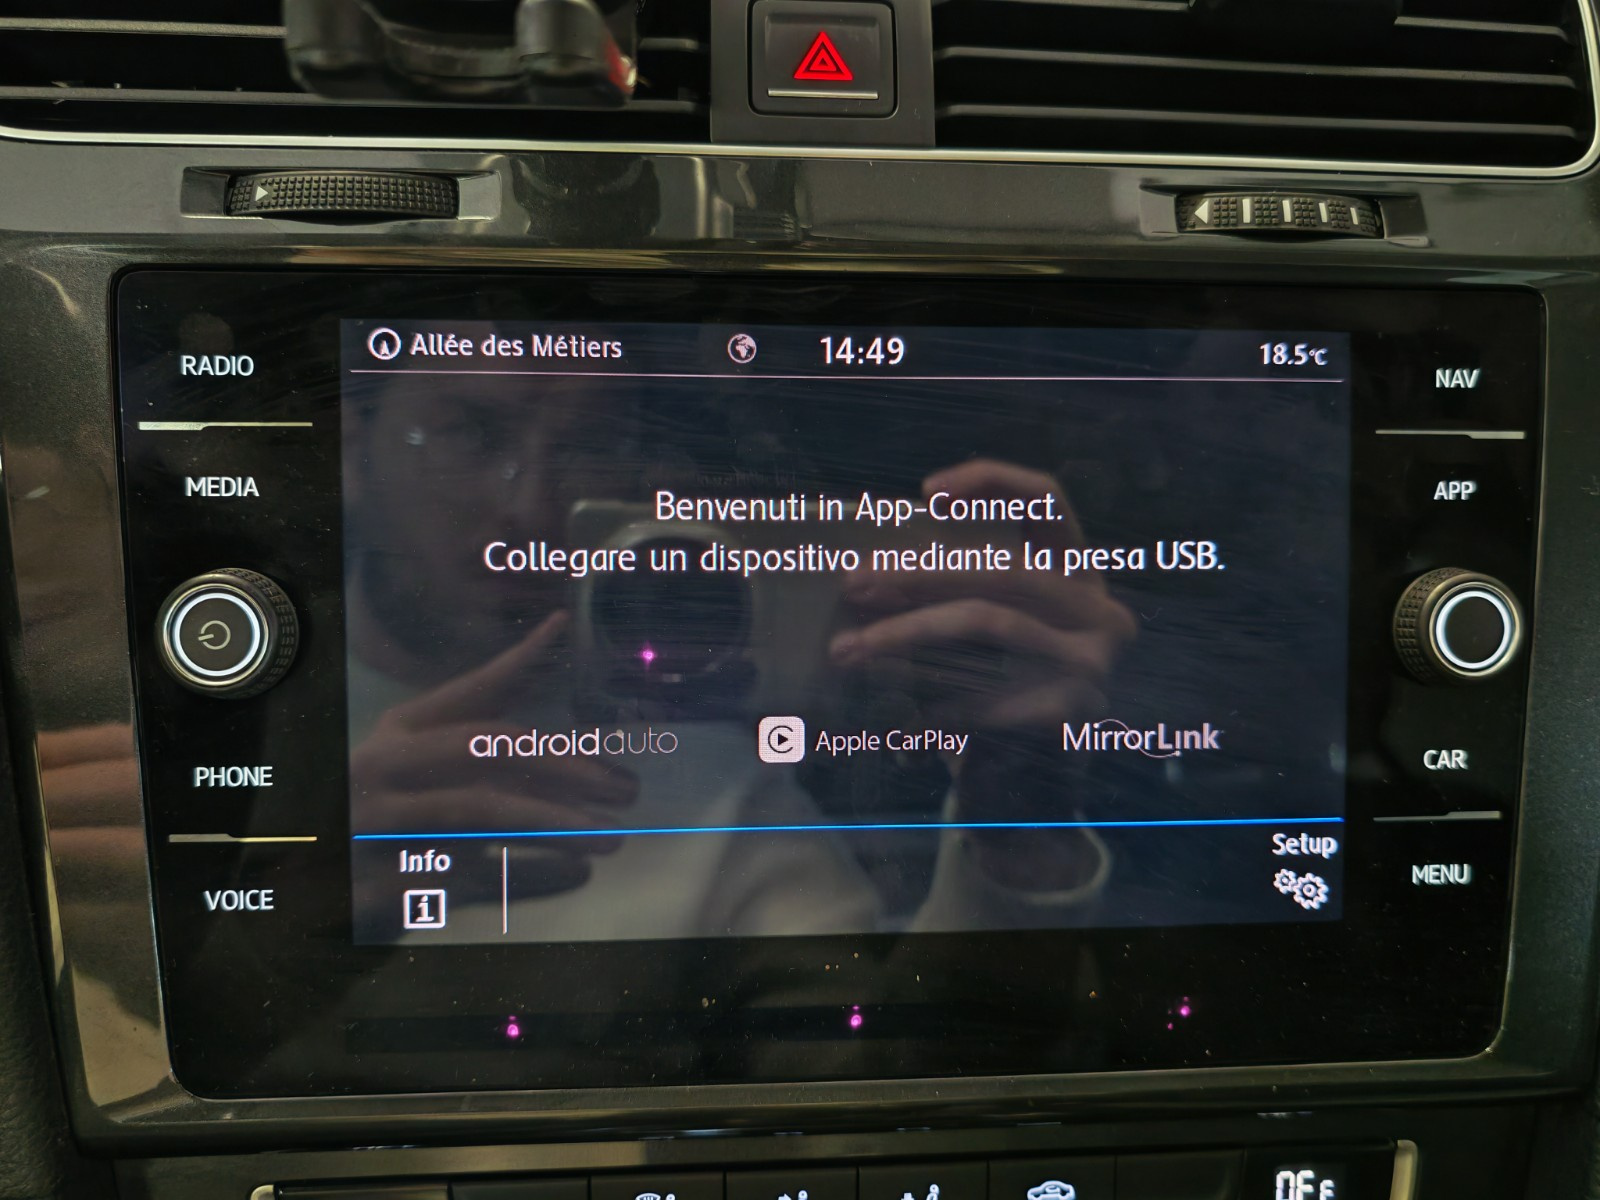 RADIO
MEDIA
PHONE
VOICE
Allée des Métiers
14:49
18.5°C
Benvenuti in App-Connect.
Collegare un dispositivo mediante la presa USB.
androidauto
Apple CarPlay
MirrorLink
Info
Setup
NAV
APP
CAR
MENU
OFF